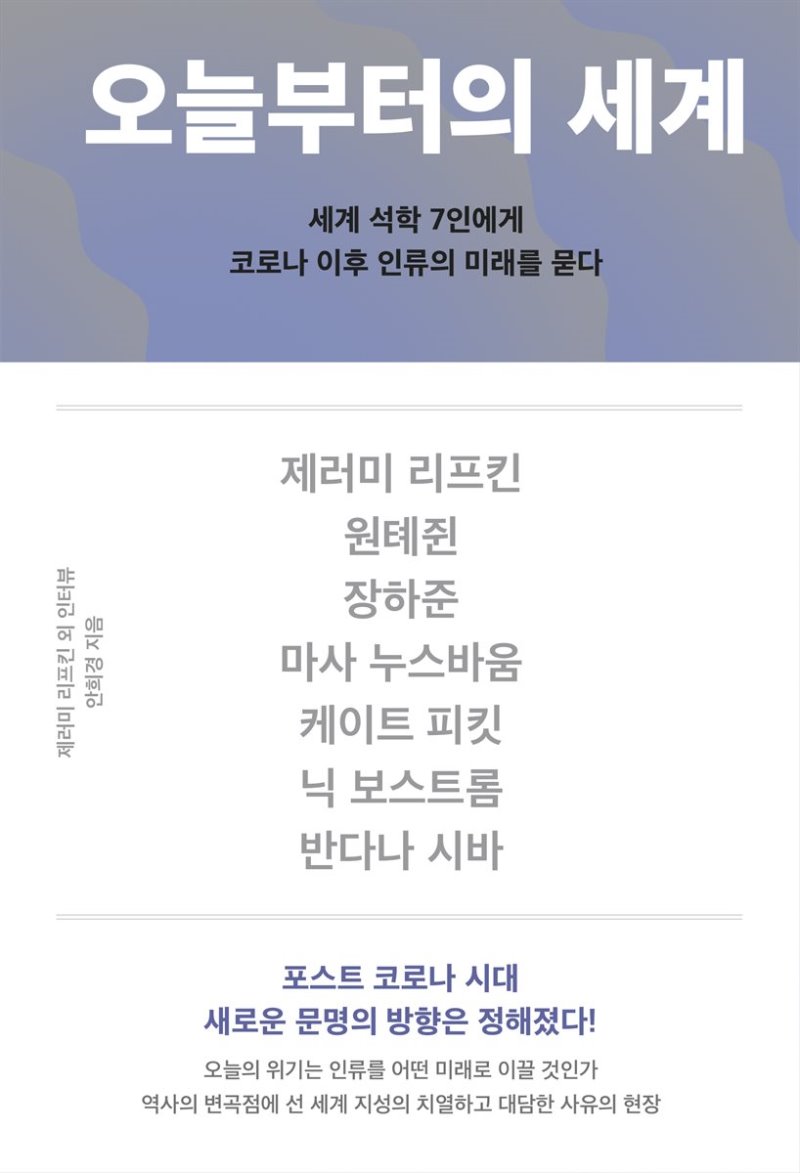 오늘부터의 세계
세계 석학 7인에게
코로나 이후 인류의 미래를 묻다
제러미 리프킨
원톄쥔
장하준
마사 누스바움
케이트 피킷
닉 보스트롬
반다나 시바
제러미 리프킨 외 인터뷰
안희경 지음
포스트 코로나 시대
새로운 문명의 방향은 정해졌다!
오늘의 위기는 인류를 어떤 미래로 이끌 것인가
역사의 변곡점에 선 세계 지성의 치열하고 대담한 사유의 현장